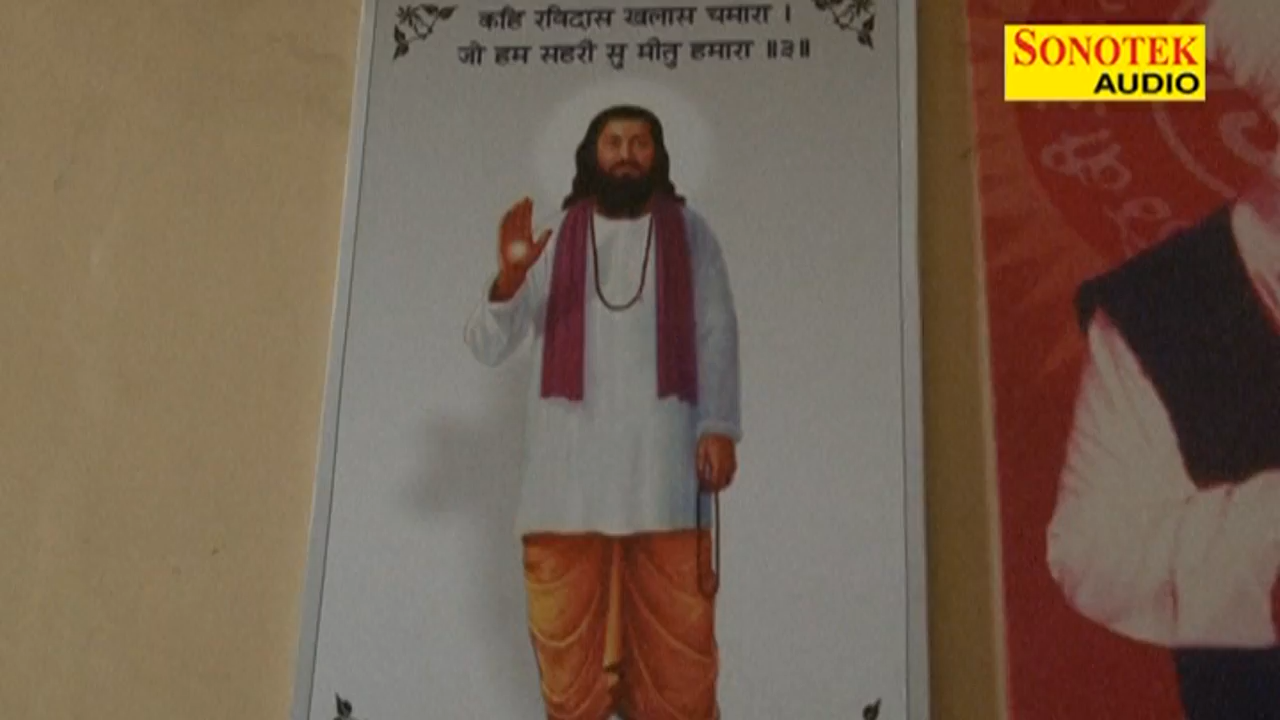 कहि रविदास खलास चमारा ।
जो हम सहरी सु मीतु हमारा ॥३॥
SONOTEK
AUDIO